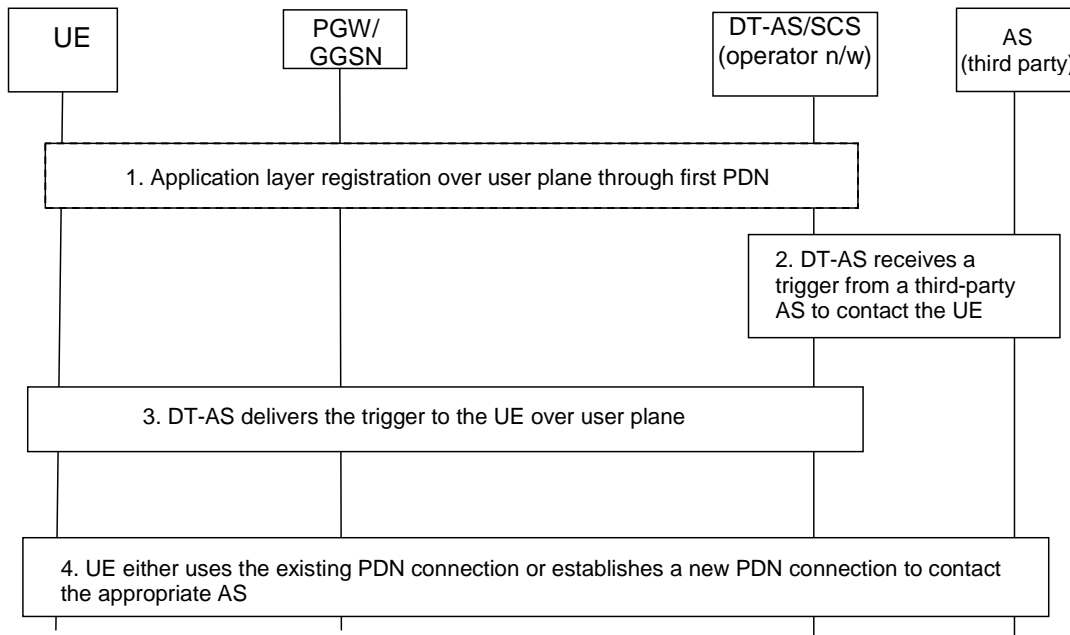 UE
PGW/
GGSN
DT-AS/SCS
(operator n/w)
AS
(third party)
1. Application layer registration over user plane through first PDN
2. DT-AS receives a
trigger from a third-party
AS to contact the UE
3. DT-AS delivers the trigger to the UE over user plane
4. UE either uses the existing PDN connection or establishes a new PDN connection to contact
the appropriate AS